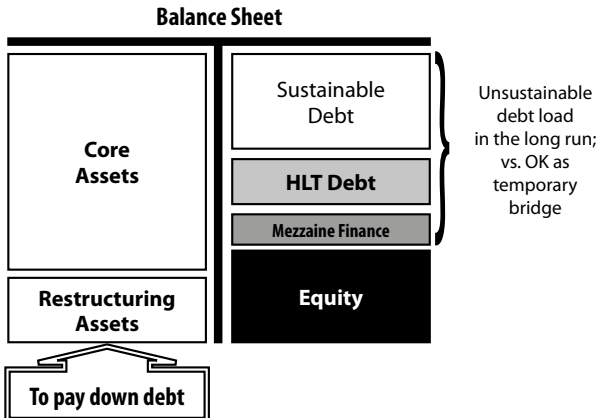 Balance Sheet
Core
Assets
Restructuring
Assets
To pay down debt
Sustainable
Debt
HLT Debt
Mezzaine Finance
Equity
Unsustainable
debt load
in the long run;
vs. OK as
temporary
bridge